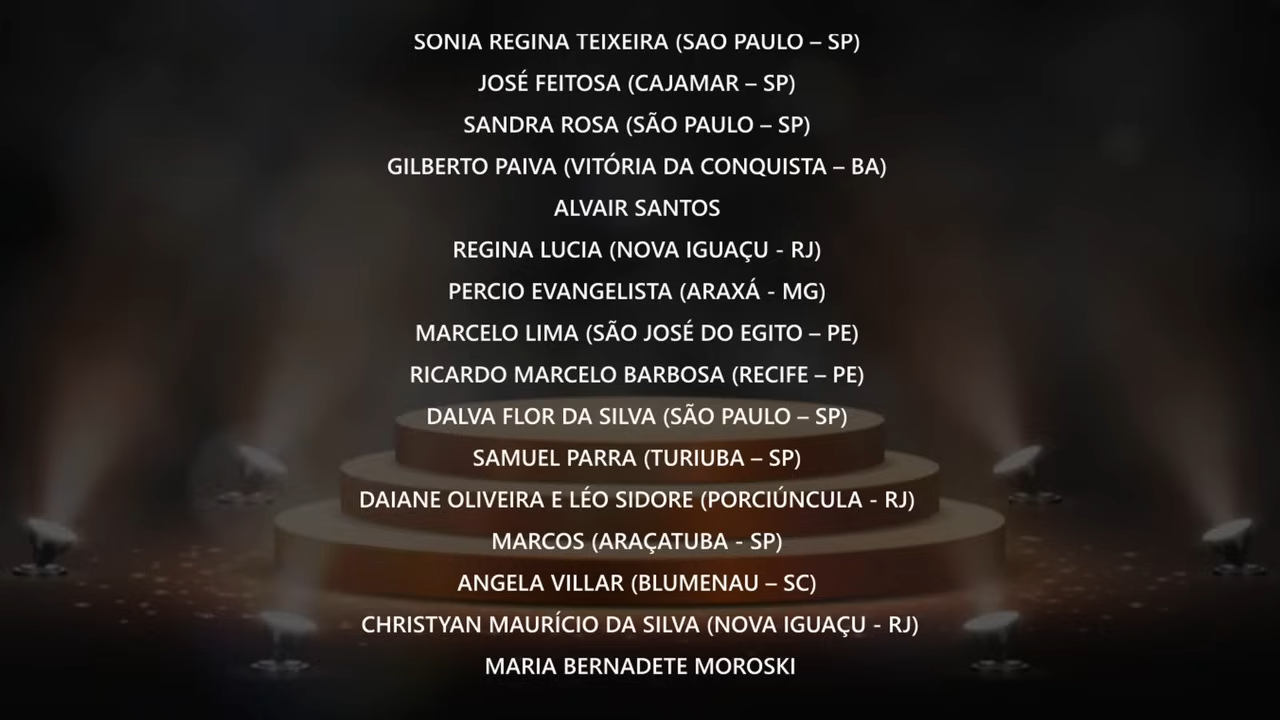 SONIA REGINA TEIXEIRA (SAO PAULO – SP)
JOSÉ FEITOSA (CAJAMAR – SP)
SANDRA ROSA (SÃO PAULO – SP)
GILBERTO PAIVA (VITÓRIA DA CONQUISTA – BA)
ALVAIR SANTOS
REGINA LUCIA (NOVA IGUAÇU - RJ)
PERCIO EVANGELISTA (ARAXÁ - MG)
MARCELO LIMA (SÃO JOSÉ DO EGITO – PE)
RICARDO MARCELO BARBOSA (RECIFE – PE)
DALVA FLOR DA SILVA (SÃO PAULO – SP)
SAMUEL PARRA (TURIUBA – SP)
DAIANE OLIVEIRA E LÉO SIDORE (PORCIÚNCULA - RJ)
MARCOS (ARAÇATUBA - SP)
ANGELA VILLAR (BLUMENAU – SC)
CHRISTYAN MAURÍCIO DA SILVA (NOVA IGUAÇU - RJ)
MARIA BERNADETE MOROSKI